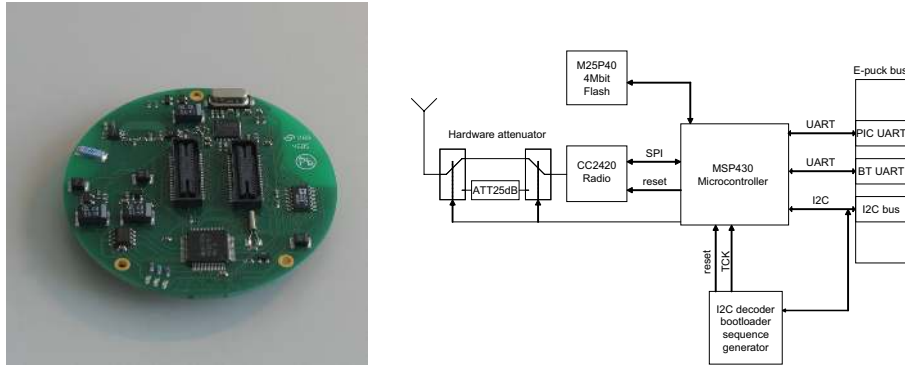 M25P40
4Mbit
Flash
E-puck bus
Hardware attenuator
UART
PIC UART
CC2420
Radio
SPI
reset
MSP430
Microcontroller
UART
BT UART
ATT25dB
I2C
I2C bus
reset
TCK
I2C decoder
bootloader
sequence
generator